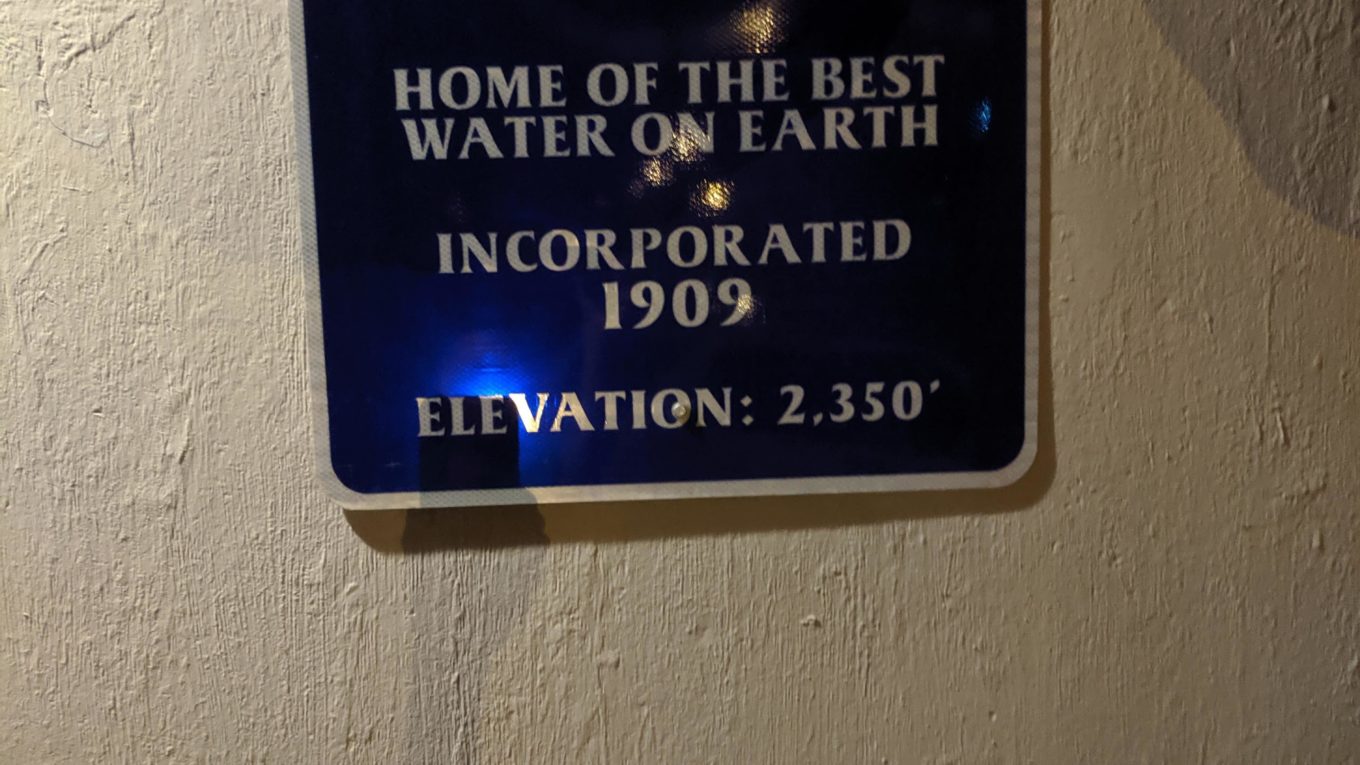 HOME OF THE BEST
WATER ON EARTH
INCORPORATED
1909
ELEVATION: 2,350'